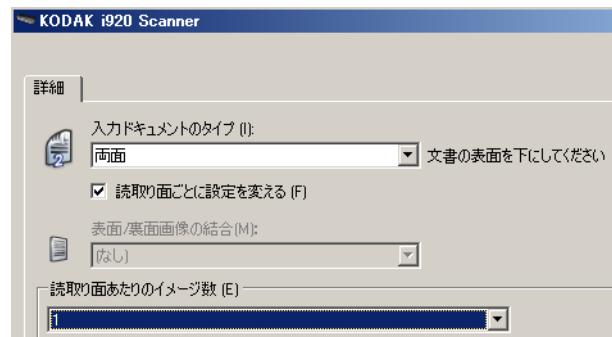 KODAK i920 Scanner
詳細
入力ドキュメントのタイプ (I):
両面 文書の表面を下にしてください
読取り面ごとに設定を変える (F)
表面/裏面画像の結合(M):
(なし)
読取り面あたりのイメージ数 (E)
1